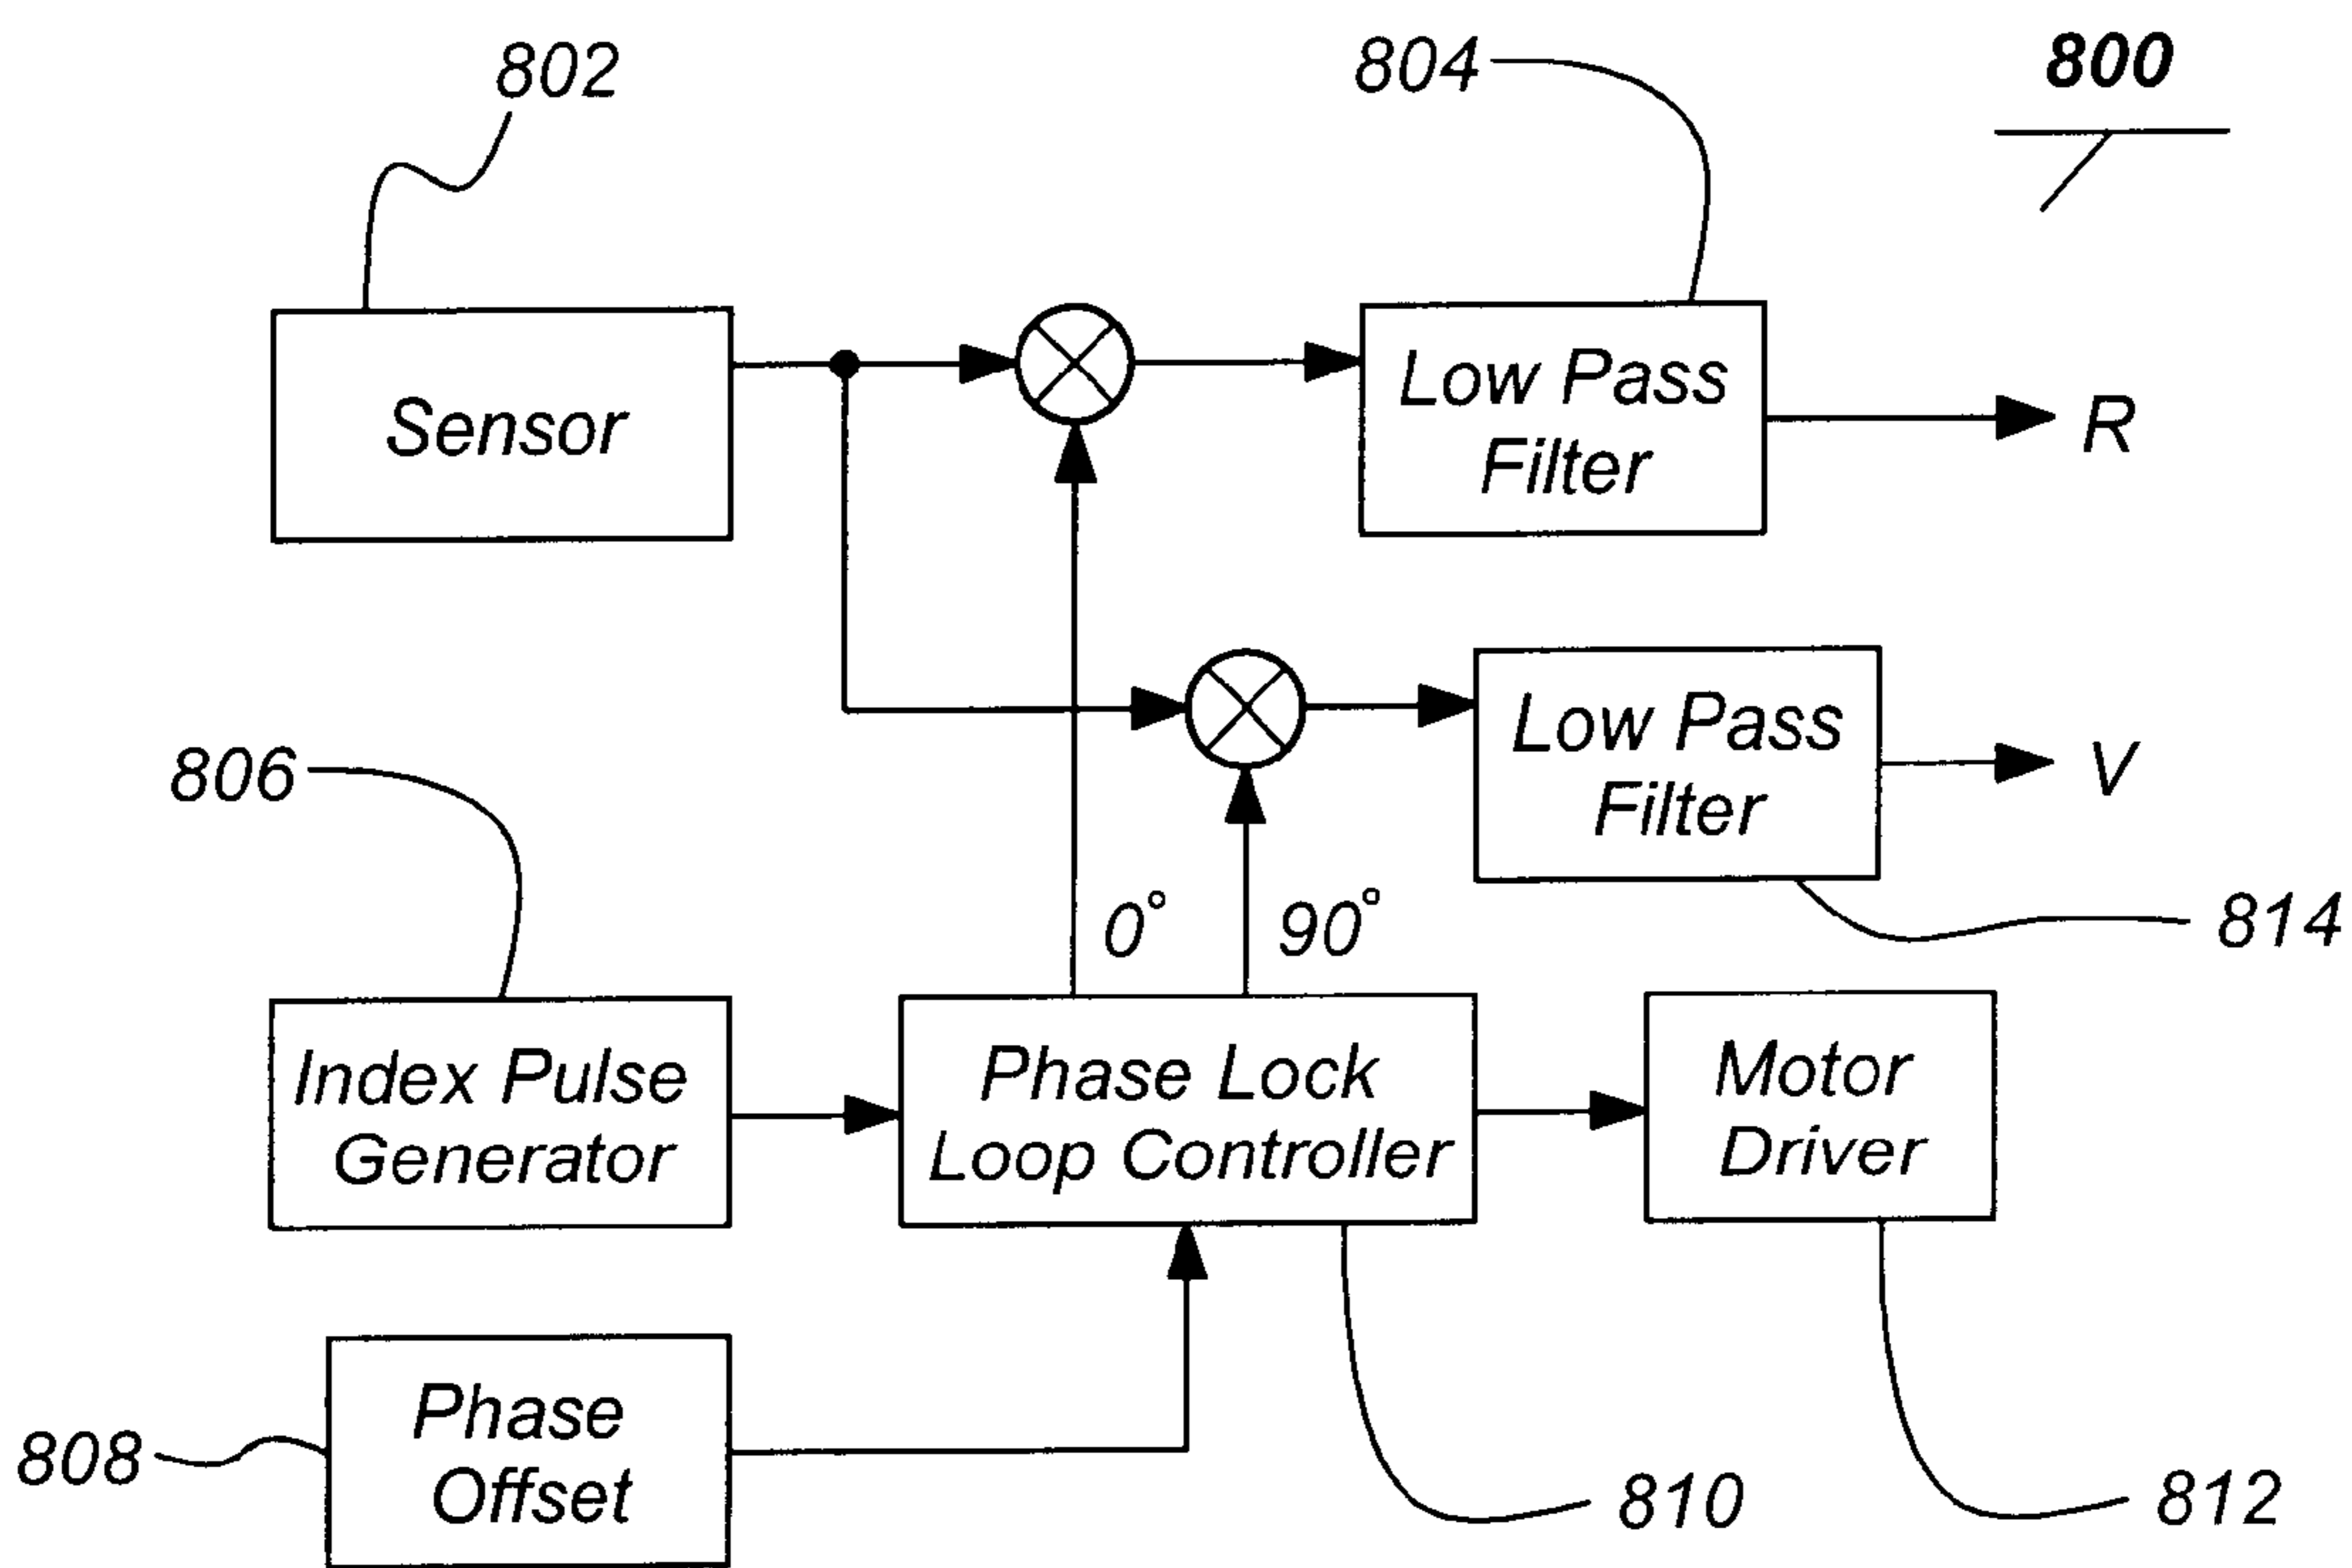 802
804
800
Sensor
Low Pass
Filter
R
Low Pass
Filter
V
806
0°
90°
814
Index Pulse
Generator
Phase Lock
Loop Controller
Motor
Driver
808
Phase
Offset
810
812